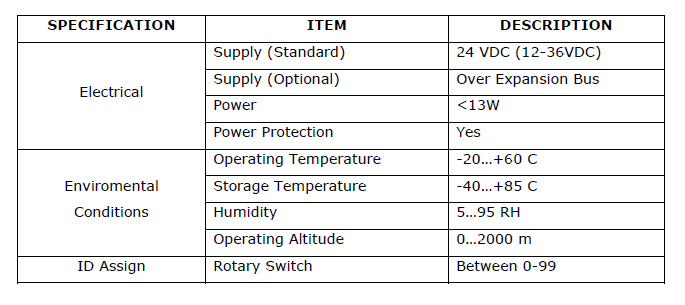 SPECIFICATION ITEM DESCRIPTION
Electrical
Supply (Standard) 24 VDC (12-36VDC)
Supply (Optional) Over Expansion Bus
Power <13W
Power Protection Yes
Enviromental
Conditions
Operating Temperature -20...+60 C
Storage Temperature -40...+85 C
Humidity 5...95 RH
Operating Altitude 0...2000 m
ID Assign Rotary Switch Between 0-99